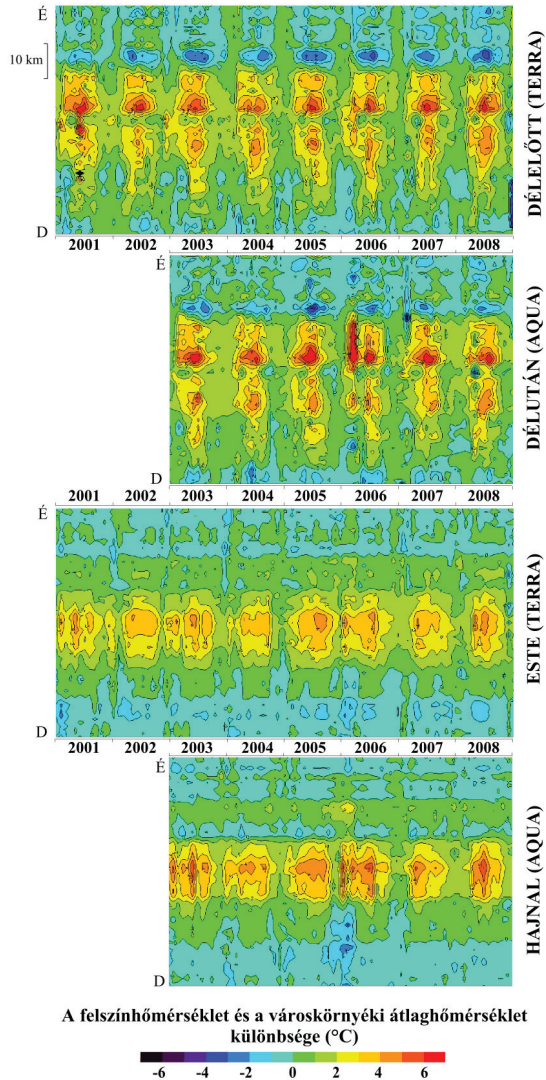 É
10 km
D
DÉLELŐTT (TERRA)
2001 2002 2003 2004 2005 2006 2007 2008
É
D
DÉLUTÁN (AQUA)
2001 2002 2003 2004 2005 2006 2007 2008
É
D
ESTE (TERRA)
2001 2002 2003 2004 2005 2006 2007 2008
É
D
HAJNAL (AQUA)
A felszínhőmérséklet és a városkörnyéki átlaghőmérséklet
különbsége (°C)
-6 -4 -2 0 2 4 6